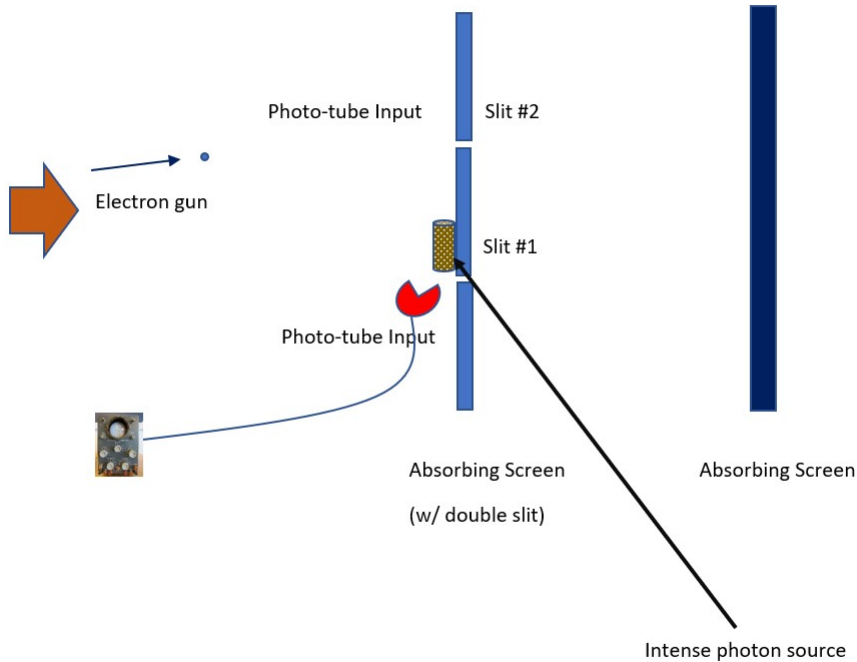 Photo-tube Input
Slit #2
Electron gun
Slit #1
Photo-tube Input
Absorbing Screen
(w/ double slit)
Absorbing Screen
Intense photon source